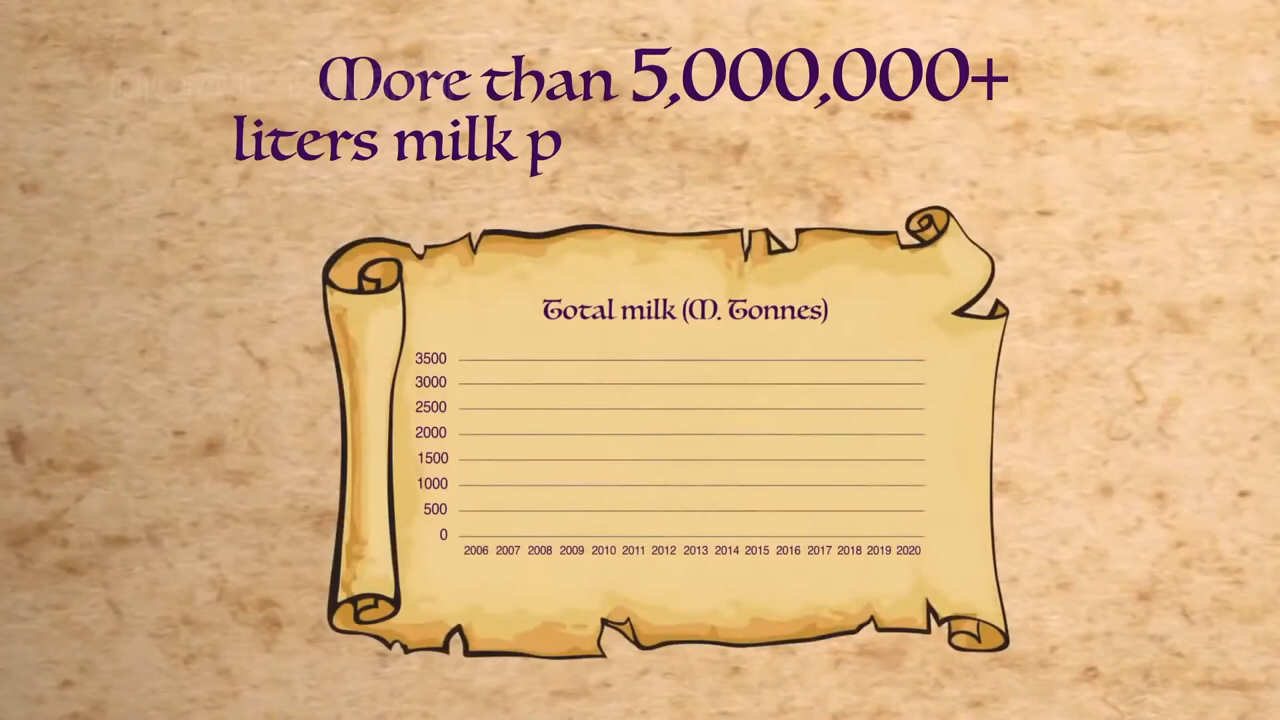 More than 5,000,000+
liters milk p
Total milk (M. Tonnes)
3500
3000
2500
2000
1500
1000
500
0
2006 2007 2008 2009 2010 2011 2012 2013 2014 2015 2016 2017 2018 2019 2020